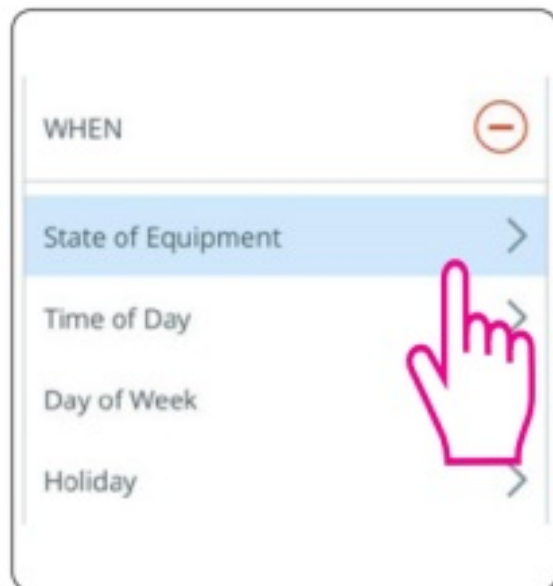 WHEN
State of Equipment
Time of Day
Day of Week
Holiday